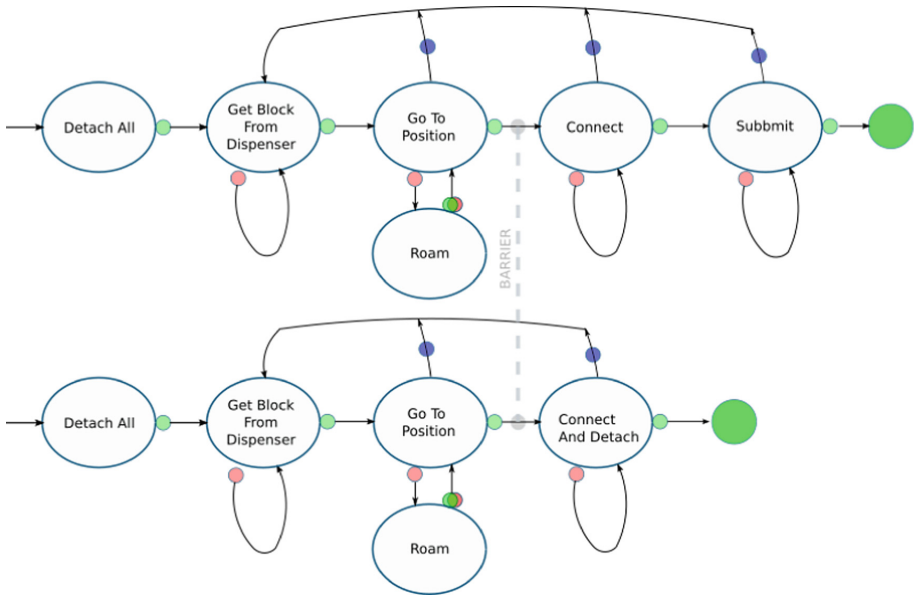 Detach All
Get Block
From
Dispenser
Go To
Position
Connect
Subbmit
Roam
BARRIER
Detach All
Get Block
From
Dispenser
Go To
Position
Connect
And Detach
Roam